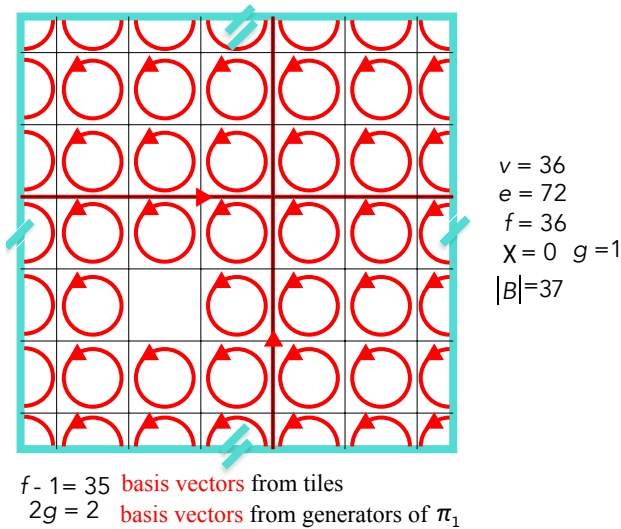 v = 36
e = 72
f = 36
χ = 0 g =1
|B| =37
f - 1 = 35 basis vectors from tiles
2g = 2 basis vectors from generators of π₁